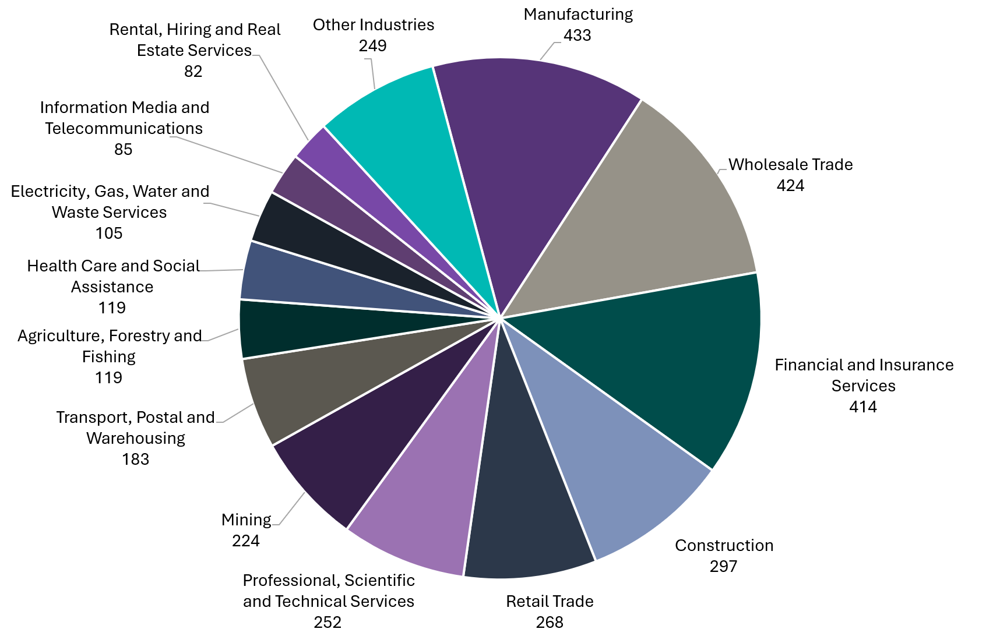 Manufacturing
433
Wholesale Trade
424
Financial and Insurance
Services
414
Construction
297
Retail Trade
268
Professional, Scientific
and Technical Services
252
Mining
224
Transport, Postal and
Warehousing
183
Agriculture, Forestry and
Fishing
119
Health Care and Social
Assistance
119
Electricity, Gas, Water and
Waste Services
105
Information Media and
Telecommunications
85
Rental, Hiring and Real
Estate Services
82
Other Industries
249